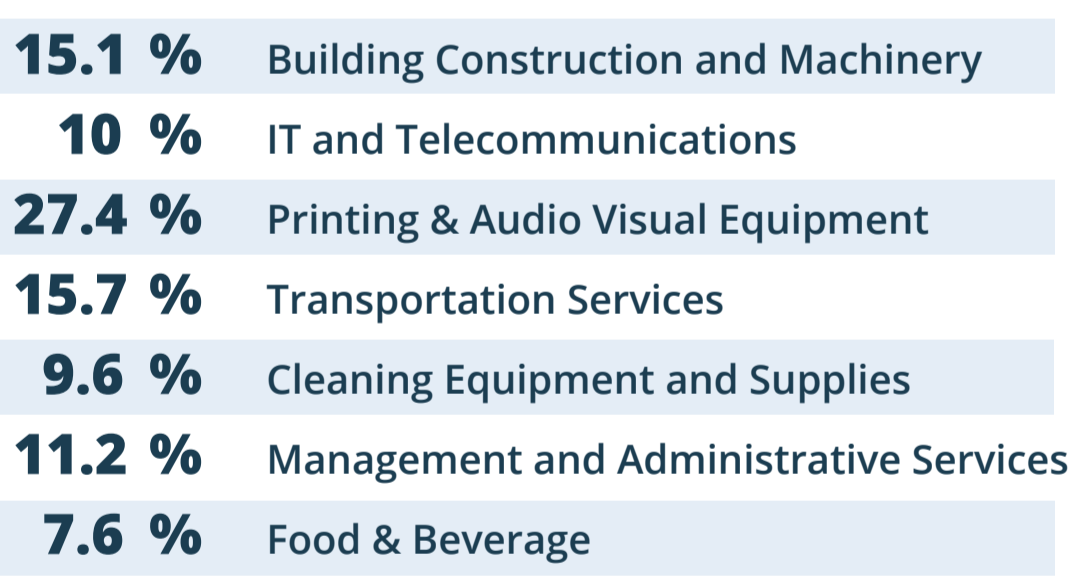 15.1 % Building Construction and Machinery
10 % IT and Telecommunications
27.4 % Printing & Audio Visual Equipment
15.7 % Transportation Services
9.6 % Cleaning Equipment and Supplies
11.2 % Management and Administrative Services
7.6 % Food & Beverage